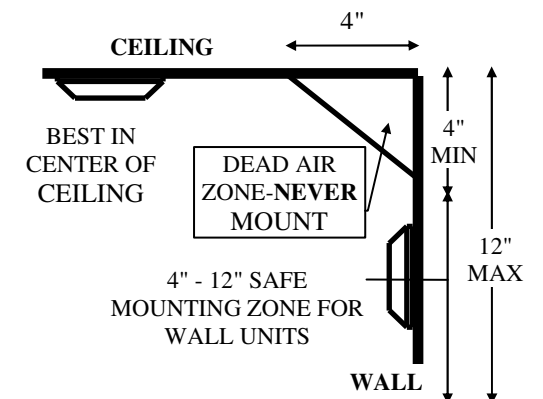 4"
CEILING
4"
MIN
BEST IN
CENTER OF
CEILING
DEAD AIR
ZONE-NEVER
MOUNT
12"
MAX
4" - 12" SAFE
MOUNTING ZONE FOR
WALL UNITS
WALL